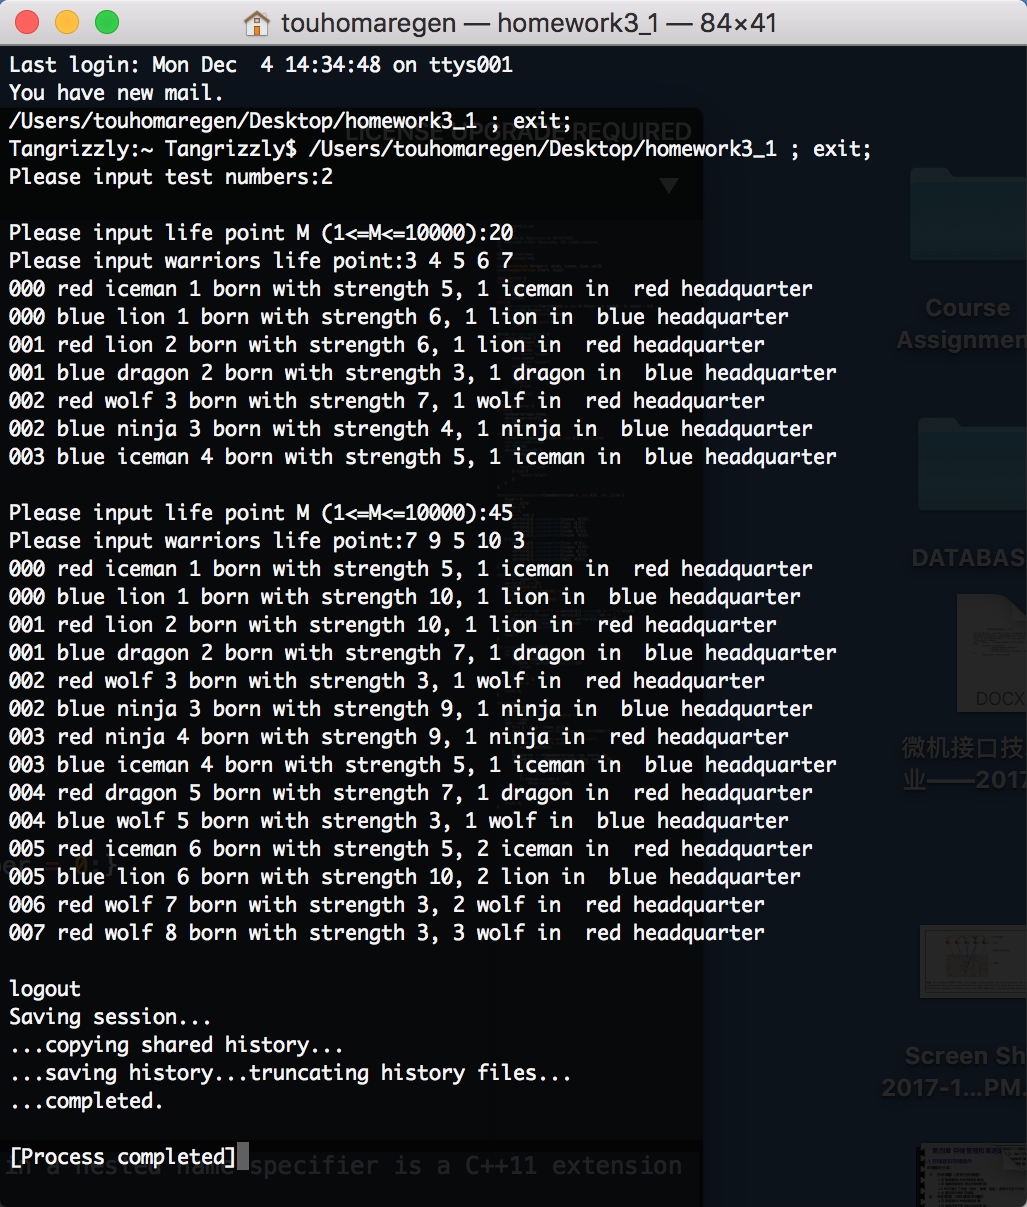 touhomaregen — homework3_1 — 84×41
Last login: Mon Dec  4 14:34:48 on ttys001
You have new mail.
/Users/touhomaregen/Desktop/homework3_1 ; exit;
LICENSE UPGRADE REQUIRED
Tangrizzly:~ Tangrizzly$ /Users/touhomaregen/Desktop/homework3_1 ; exit;
Please input test numbers:2
Please input life point M (1<=M<=10000):20
Please input warriors life point:3 4 5 6 7
000 red iceman 1 born with strength 5, 1 iceman in  red headquarter
000 blue lion 1 born with strength 6, 1 lion in  blue headquarter
001 red lion 2 born with strength 6, 1 lion in  red headquarter
001 blue dragon 2 born with strength 3, 1 dragon in  blue headquarter
002 red wolf 3 born with strength 7, 1 wolf in  red headquarter
002 blue ninja 3 born with strength 4, 1 ninja in  blue headquarter
003 blue iceman 4 born with strength 5, 1 iceman in  blue headquarter
Please input life point M (1<=M<=10000):45
Please input warriors life point:7 9 5 10 3
000 red iceman 1 born with strength 5, 1 iceman in  red headquarter
000 blue lion 1 born with strength 10, 1 lion in  blue headquarter
001 red lion 2 born with strength 10, 1 lion in  red headquarter
001 blue dragon 2 born with strength 7, 1 dragon in  blue headquarter
002 red wolf 3 born with strength 3, 1 wolf in  red headquarter
002 blue ninja 3 born with strength 9, 1 ninja in  blue headquarter
003 red ninja 4 born with strength 9, 1 ninja in  red headquarter
003 blue iceman 4 born with strength 5, 1 iceman in  blue headquarter
004 red dragon 5 born with strength 7, 1 dragon in  red headquarter
004 blue wolf 5 born with strength 3, 1 wolf in  blue headquarter
005 red iceman 6 born with strength 5, 2 iceman in  red headquarter
005 blue lion 6 born with strength 10, 2 lion in  blue headquarter
006 red wolf 7 born with strength 3, 2 wolf in  red headquarter
007 red wolf 8 born with strength 3, 3 wolf in  red headquarter
logout
Saving session...
...copying shared history...
...saving history...truncating history files...
...completed.
[Process completed]
in a nested name specifier is a C++11 extension
Course
Assignmen
DATABAS
DOCX
微机接口技
业——2017
Screen Sh
2017-1...PM.